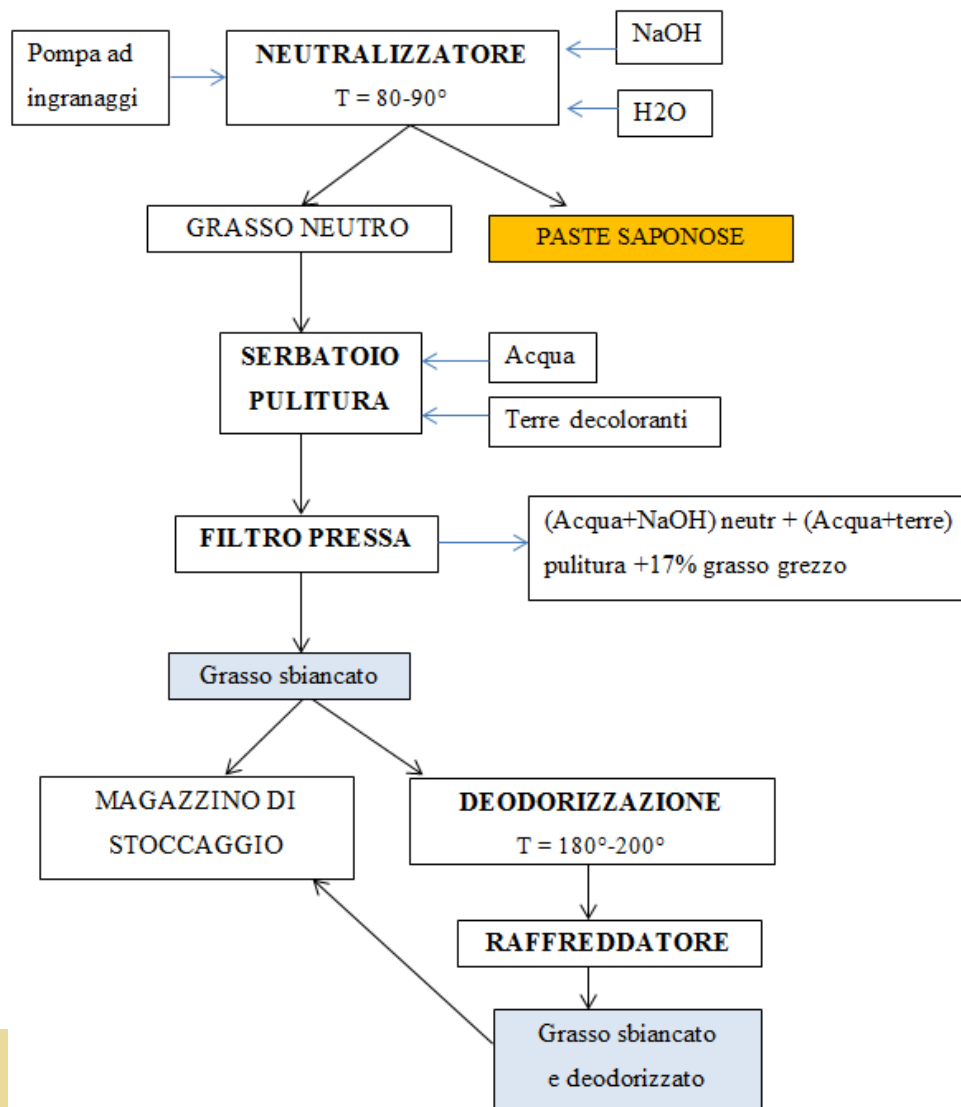 Pompa ad
ingranaggi
NEUTRALIZZATORE
T = 80-90°
NaOH
H2O
GRASSO NEUTRO
PASTE SAPONOSE
SERBATOIO
PULITURA
Acqua
Terre decoloranti
FILTRO PRESSA
(Acqua+NaOH) neutr + (Acqua+terre)
pulitura +17% grasso grezzo
Grasso sbiancato
MAGAZZINO DI
STOCCAGGIO
DEODORIZZAZIONE
T = 180°-200°
RAFFREDDATORE
Grasso sbiancato
e deodorizzato